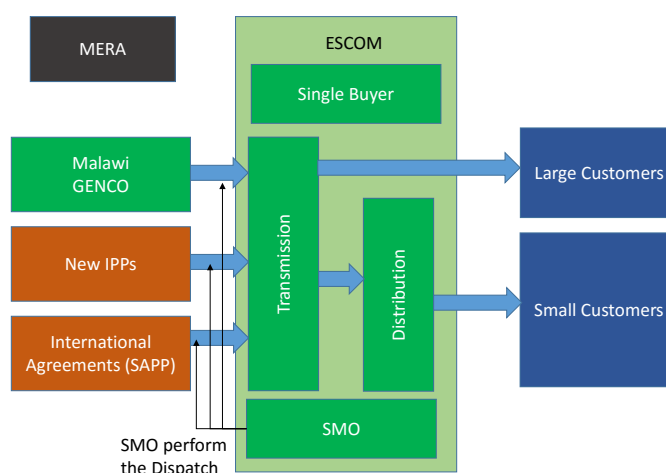 MERA
ESCOM
Single Buyer
Malawi
GENCO
New IPPs
International
Agreements (SAPP)
Transmission
Distribution
Large Customers
Small Customers
SMO
SMO perform
the Dispatch